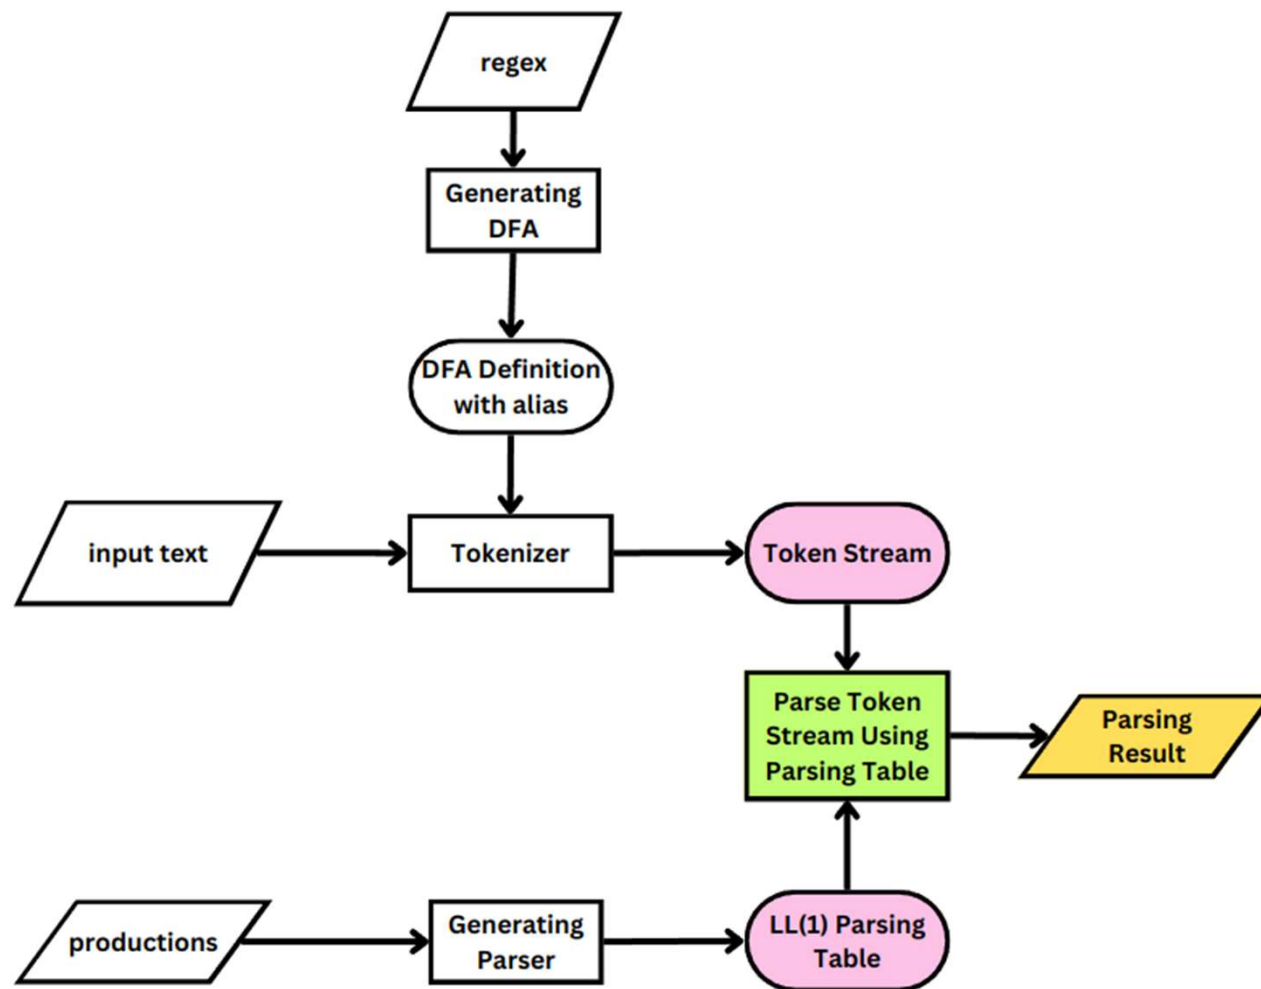 regex
Generating
DFA
DFA Definition
with alias
input text
Tokenizer
Token Stream
Parse Token
Stream Using
Parsing Table
Parsing
Result
productions
Generating
Parser
LL(1) Parsing
Table